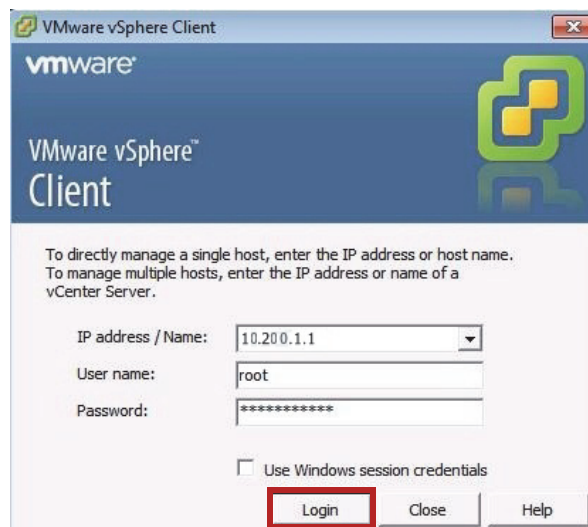 VMware vSphere Client
vmware®
VMware vSphere™
Client
To directly manage a single host, enter the IP address or host name.
To manage multiple hosts, enter the IP address or name of a
vCenter Server.
IP address / Name: 10.200.1.1
User name: root
Password: ***********
Use Windows session credentials
Login Close Help